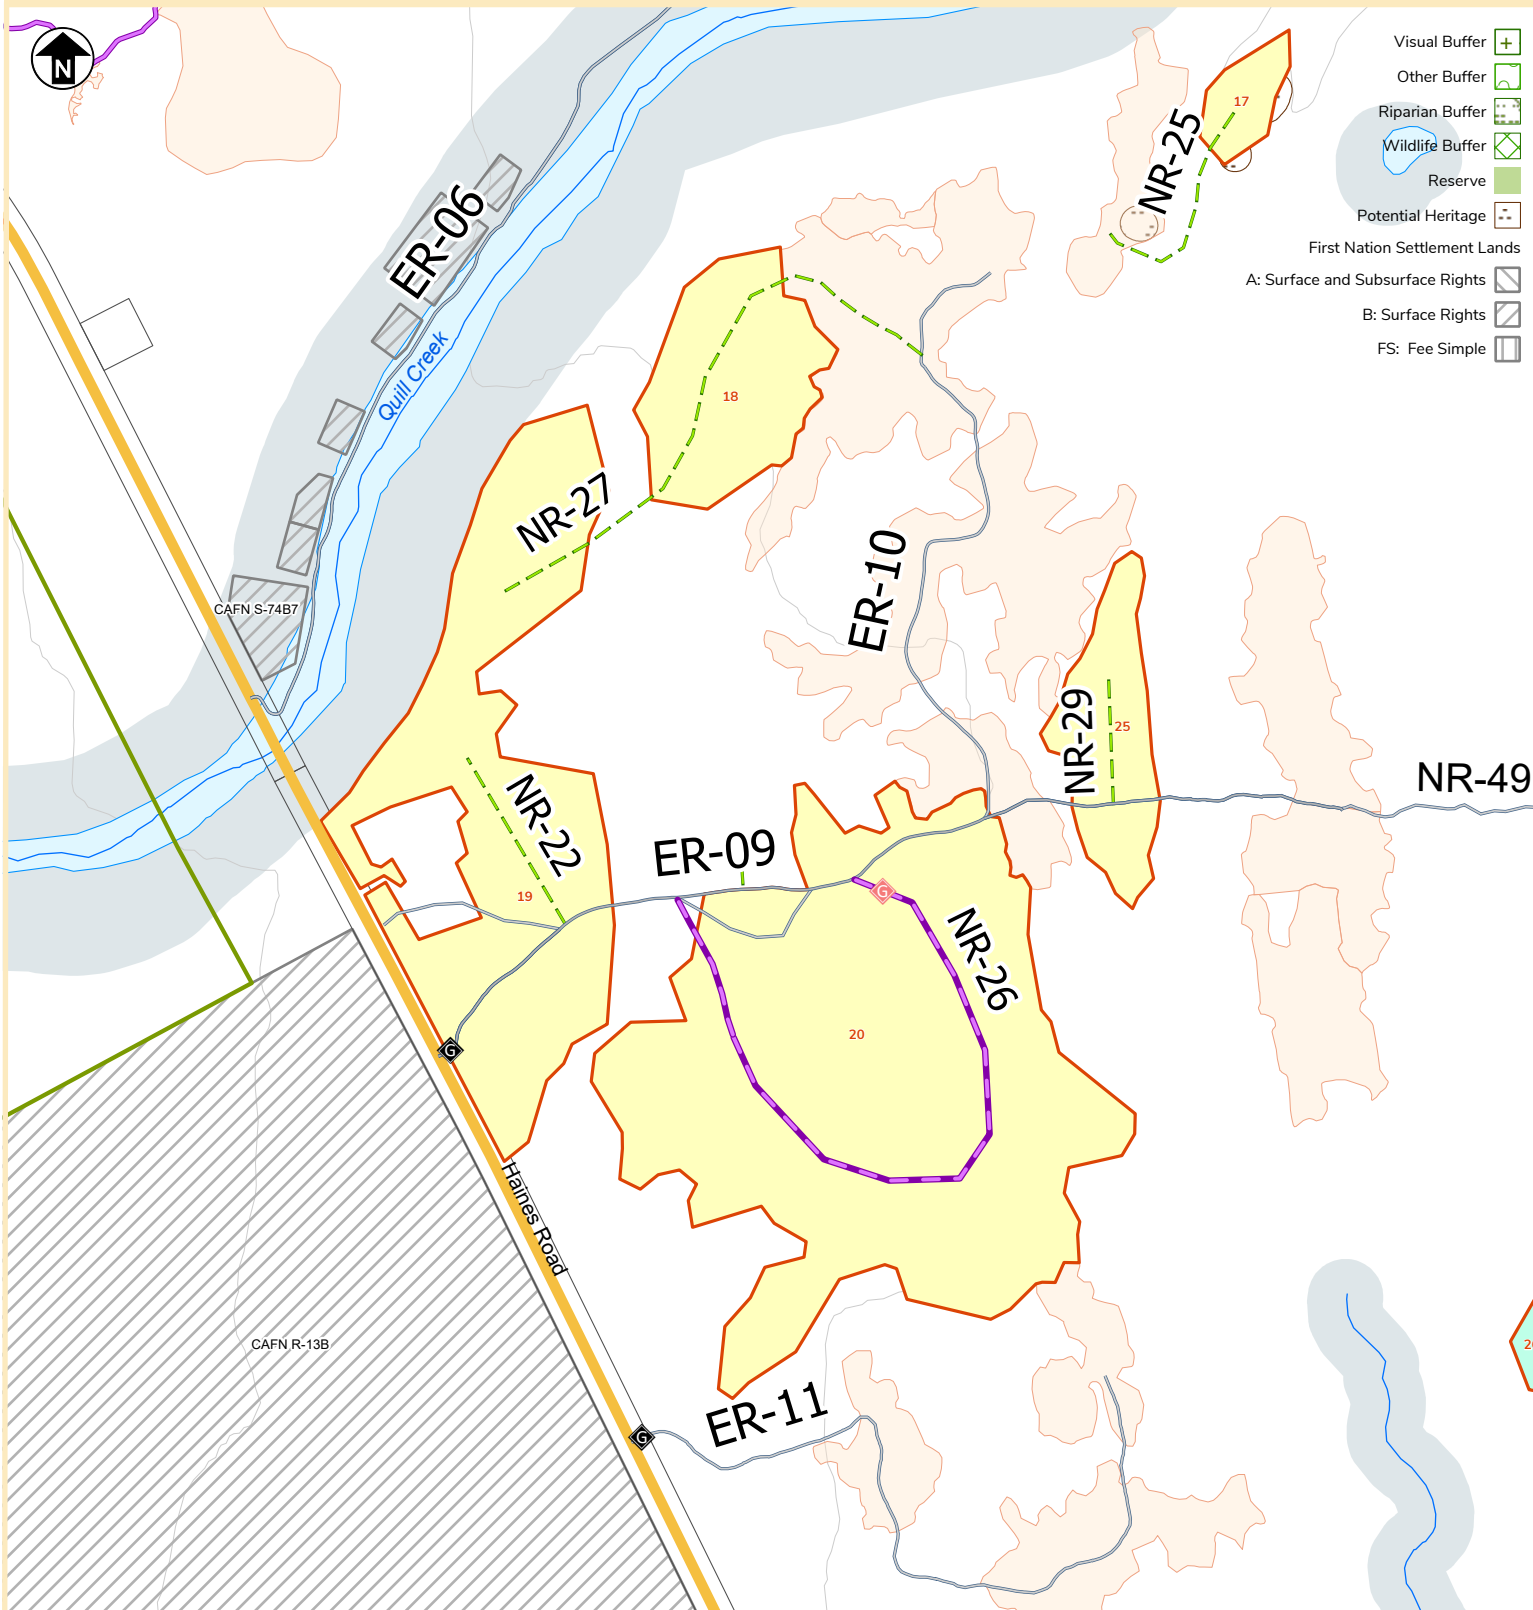 N
Visual Buffer
Other Buffer
Riparian Buffer
Wildlife Buffer
Reserve
Potential Heritage
First Nation Settlement Lands
A: Surface and Subsurface Rights
B: Surface Rights
FS: Fee Simple
17
NR-25
ER-06
Quill Creek
18
NR-27
ER-10
CAFN S-74B7
NR-29
25
NR-49
NR-22
ER-09
19
G
NR-26
20
G
Haines Road
CAFN R-13B
ER-11
G